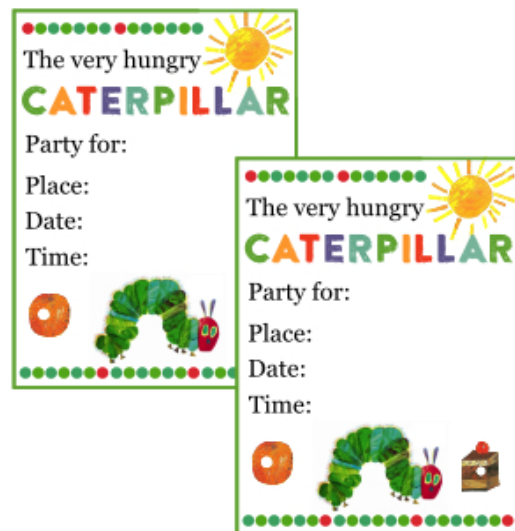 The very hungry
CATERPILLAR
Party for:
Place:
Date:
Time:
The very hungry
CATERPILLAR
Party for:
Place:
Date:
Time: